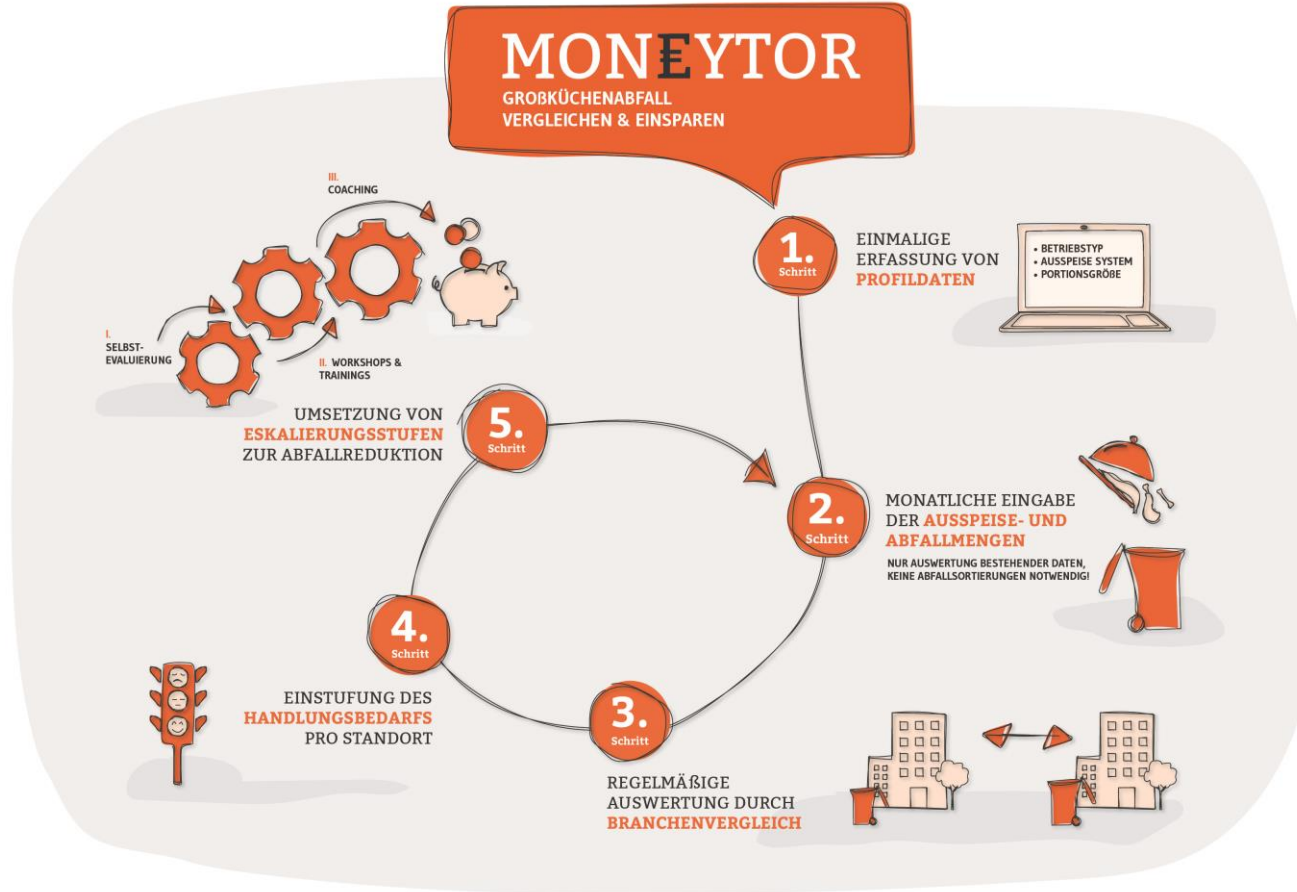 MON€YTOR
GROßKÜCHENABFALL
VERGLEICHEN & EINSPAREN
1.
Schritt
EINMALIGE
ERFASSUNG VON
PROFILDATEN
• BETRIEBSTYP
• AUSSPEISE SYSTEM
• PORTIONSGRÖßE
2.
Schritt
MONATLICHE EINGABE
DER AUSSPEISE- UND
ABFALLMENGEN
NUR AUSWERTUNG BESTEHENDER DATEN,
KEINE ABFALLSORTIERUNGEN NOTWENDIG!
3.
Schritt
REGELMÄßIGE
AUSWERTUNG DURCH
BRANCHENVERGLEICH
4.
Schritt
EINSTUFUNG DES
HANDLUNGSBEDARFS
PRO STANDORT
5.
Schritt
UMSETZUNG VON
ESKALIERUNGSSTUFEN
ZUR ABFALLREDUKTION
I.
SELBST-
EVALUIERUNG
II. WORKSHOPS &
TRAININGS
III.
COACHING